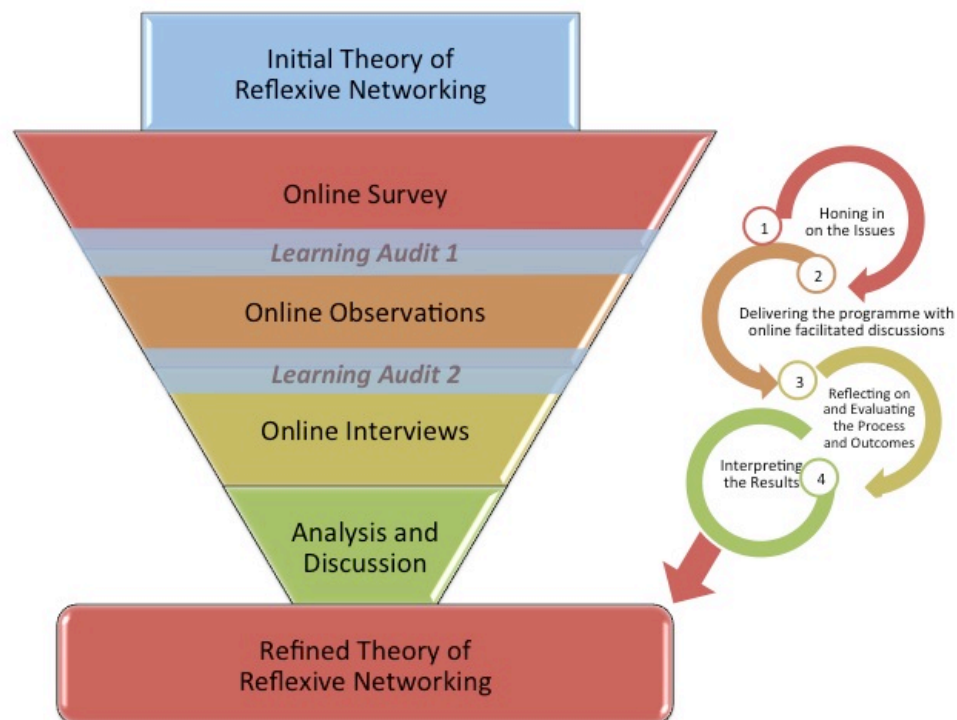 Initial Theory of
Reflexive Networking
Online Survey
Learning Audit 1
Online Observations
Learning Audit 2
Online Interviews
Analysis and
Discussion
Refined Theory of
Reflexive Networking
1
Honing in
on the Issues
2
Delivering the programme with
online facilitated discussions
3
Reflecting on
and Evaluating
the Process
and Outcomes
Interpreting
the Results
4